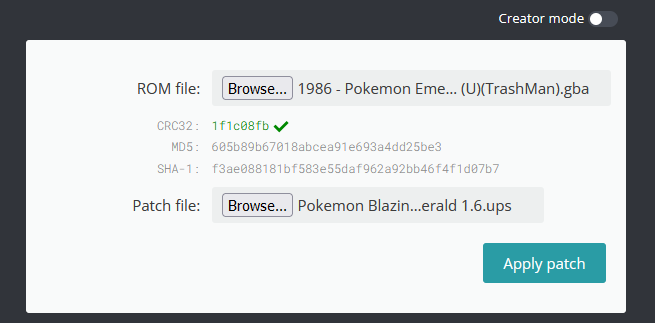 Creator mode
ROM file: Browse... 1986 - Pokemon Eme... (U)(TrashMan).gba
CRC32: 1f1c08fb
MD5: 605b89b67018abcea91e693a4dd25be3
SHA-1: f3ae088181bf583e55daf962a92bb46f4f1d07b7
Patch file: Browse... Pokemon Blazin...erald 1.6.ups
Apply patch